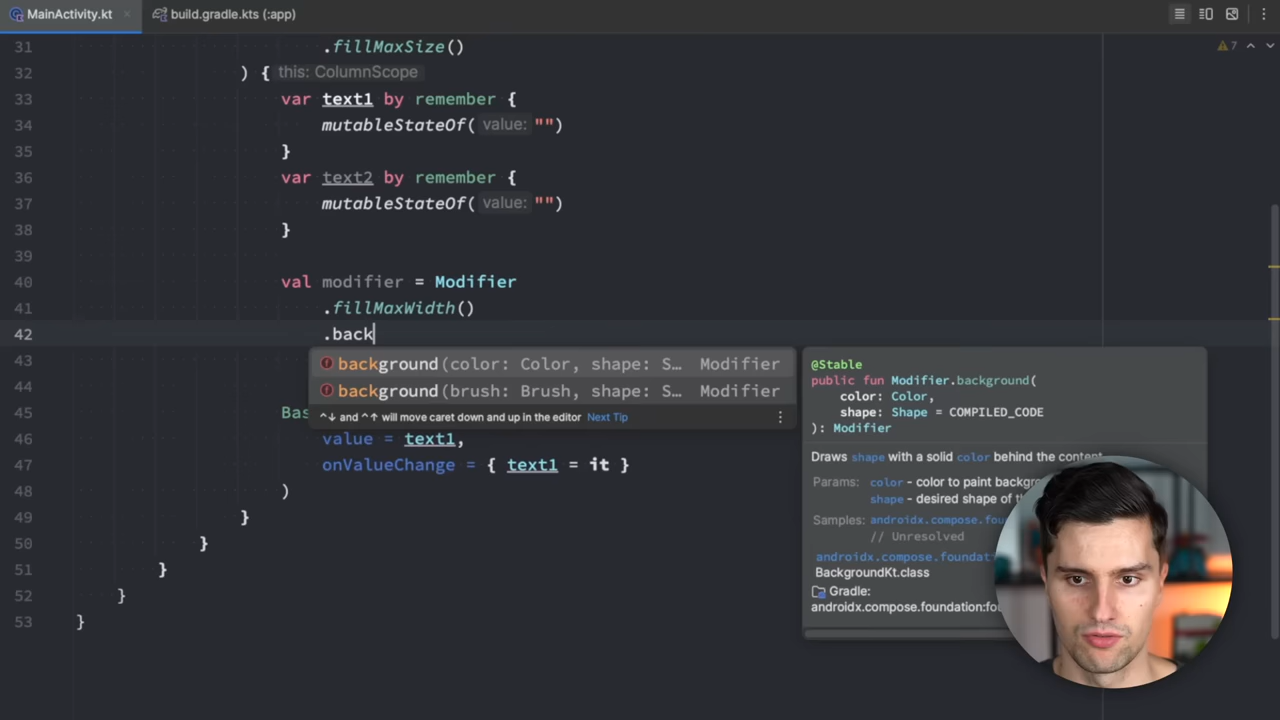 MainActivity.kt
build.gradle.kts (:app)
7
31 .fillMaxSize()
32 ) { this: ColumnScope
33 var text1 by remember {
34 mutableStateOf( value: "")
35 }
36 var text2 by remember {
37 mutableStateOf( value: "")
38 }
39
40 val modifier = Modifier
41 .fillMaxWidth()
42 .back
43
44
45 Bas
46 value = text1,
47 onValueChange = { text1 = it }
48 )
49 }
50 }
51 }
52 }
53 }
background(color: Color, shape: S… Modifier
background(brush: Brush, shape: S… Modifier
^↓ and ^↑ will move caret down and up in the editor Next Tip
@Stable
public fun Modifier.background(
color: Color,
shape: Shape = COMPILED_CODE
): Modifier
Draws shape with a solid color behind the content.
Params: color - color to paint backgro
shape - desired shape of
Samples: androidx.compose.fou
// Unresolved
androidx.compose.foundati
BackgroundKt.class
Gradle:
androidx.compose.foundation:fo